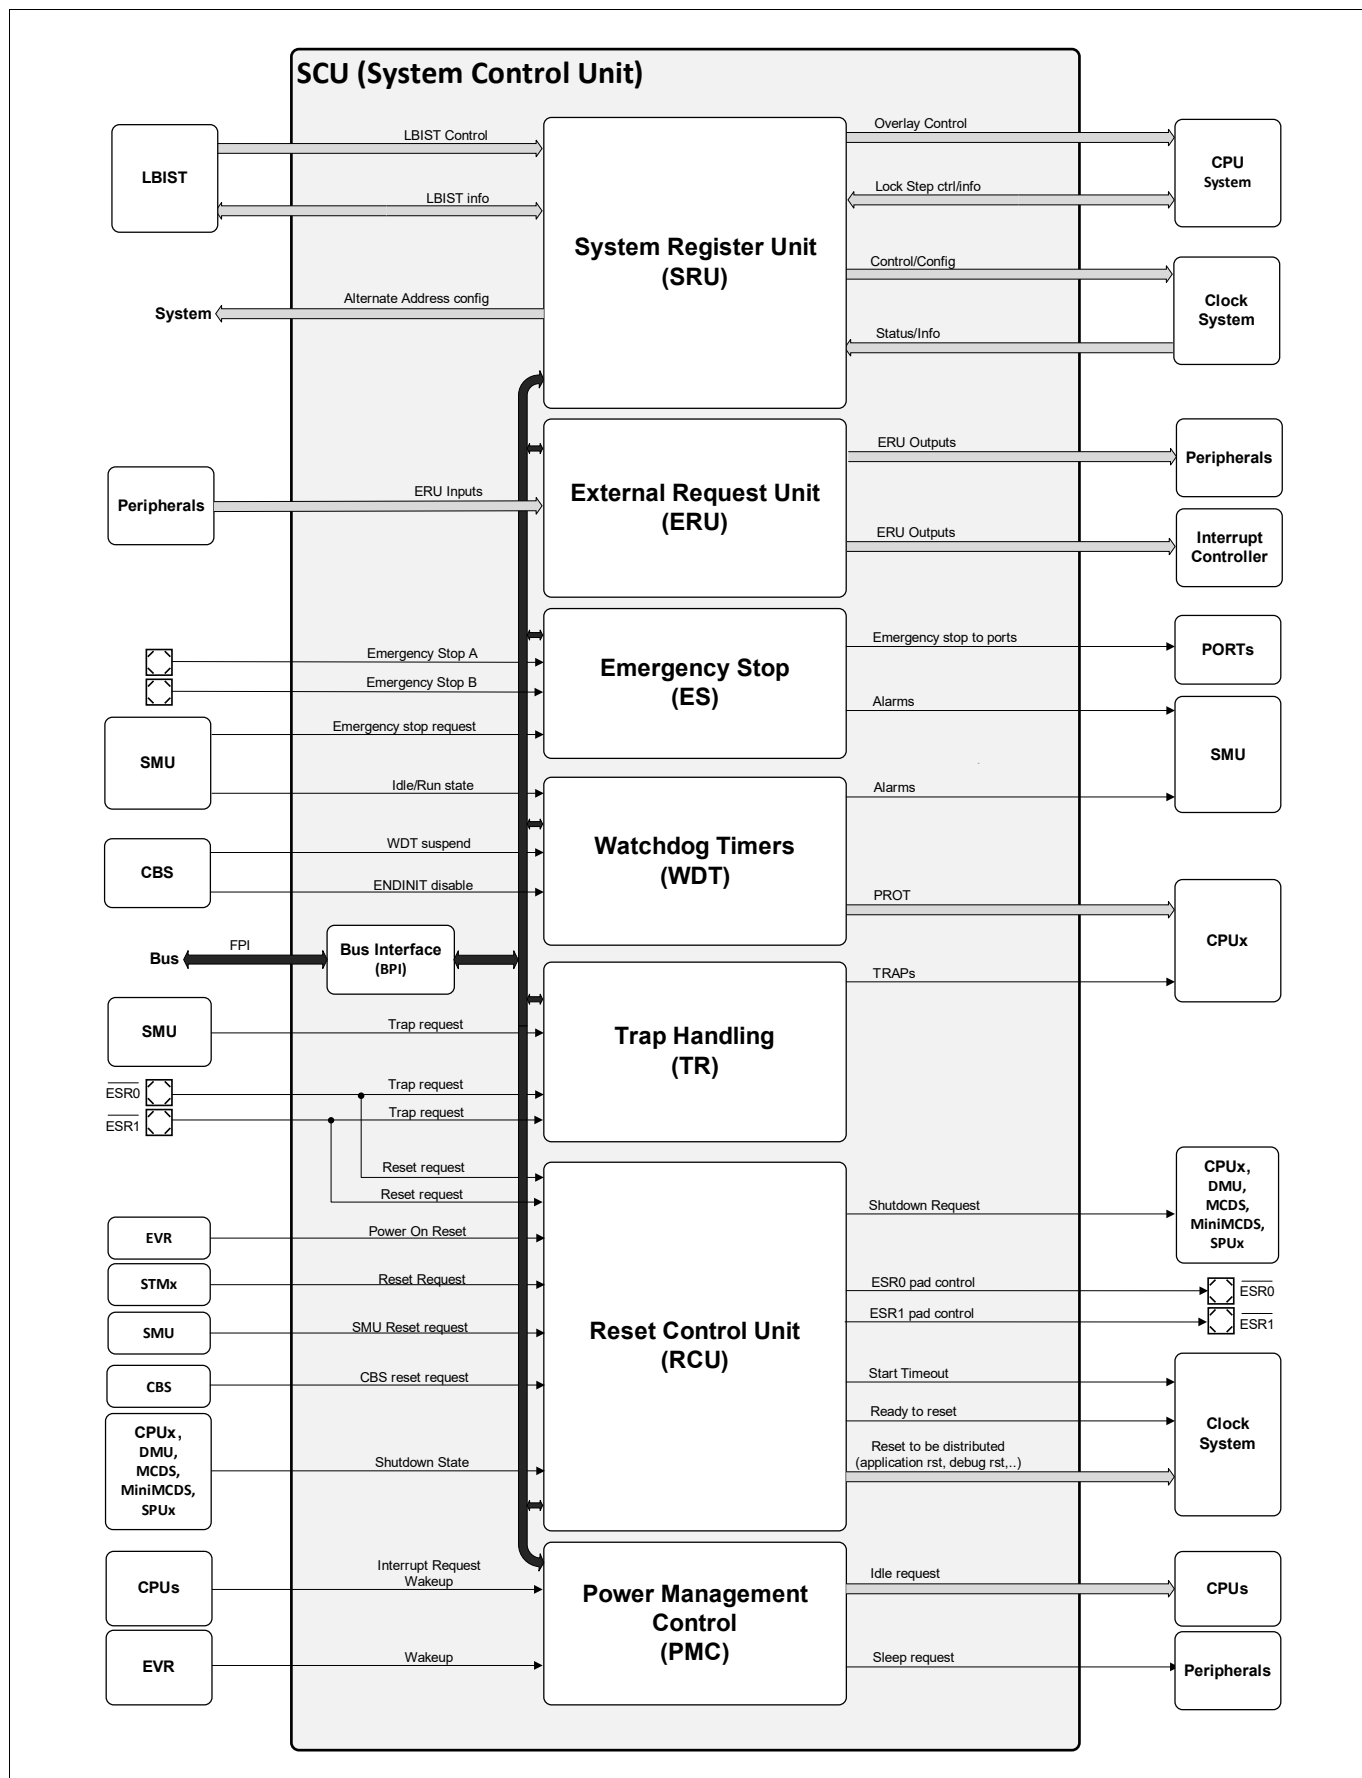 SCU (System Control Unit)
LBIST
LBIST Control
LBIST info
System
Alternate Address config
System Register Unit
(SRU)
Overlay Control
Lock Step ctrl/info
CPU
System
Control/Config
Status/Info
Clock
System
Peripherals
ERU Inputs
External Request Unit
(ERU)
ERU Outputs
Peripherals
ERU Outputs
Interrupt
Controller
Emergency Stop A
Emergency Stop B
SMU
Emergency stop request
Idle/Run state
Emergency Stop
(ES)
Emergency stop to ports
PORTs
Alarms
SMU
Alarms
CBS
WDT suspend
ENDINIT disable
Watchdog Timers
(WDT)
PROT
CPUx
TRAPs
Bus
FPI
Bus Interface
(BPI)
SMU
Trap request
ESR0
Trap request
ESR1
Trap request
Trap Handling
(TR)
Reset request
Reset request
EVR
Power On Reset
STMx
Reset Request
SMU
SMU Reset request
CBS
CBS reset request
CPUx,
DMU,
MCDS,
MiniMCDS,
SPUx
Shutdown State
Reset Control Unit
(RCU)
Shutdown Request
CPUx,
DMU,
MCDS,
MiniMCDS,
SPUx
ESR0 pad control
ESR0
ESR1 pad control
ESR1
Start Timeout
Ready to reset
Reset to be distributed
(application rst, debug rst,..)
Clock
System
CPUs
Interrupt Request
Wakeup
EVR
Wakeup
Power Management
Control
(PMC)
Idle request
CPUs
Sleep request
Peripherals